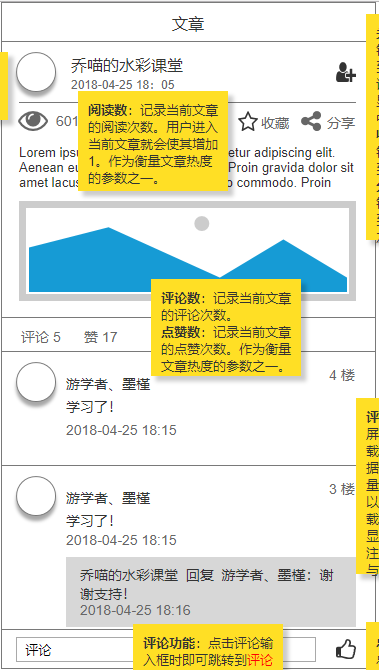 文章
乔喵的水彩课堂
2018-04-25 18：05
601
阅读数：记录当前文章
的阅读次数。用户进入
当前文章就会使其增加
1。作为衡量文章热度
的参数之一。
收藏
分享
Lorem ipsu
etur adipiscing elit.
Aenean eu
Proin gravida dolor sit
amet lacus
o commodo. Proin
评论数：记录当前文章
的评论次数。
点赞数：记录当前文章
的点赞次数。作为衡量
文章热度的参数之一。
评论 5
赞 17
4 楼
游学者、墨槿
学习了！
2018-04-25 18:15
3 楼
游学者、墨槿
学习了！
2018-04-25 18:15
乔喵的水彩课堂 回复 游学者、墨槿：谢
谢支持！
2018-04-25 18:16
评
屏
载
据
量
以
载
显
注
与
评论
评论功能：点击评论输
入框时即可跳转到评论